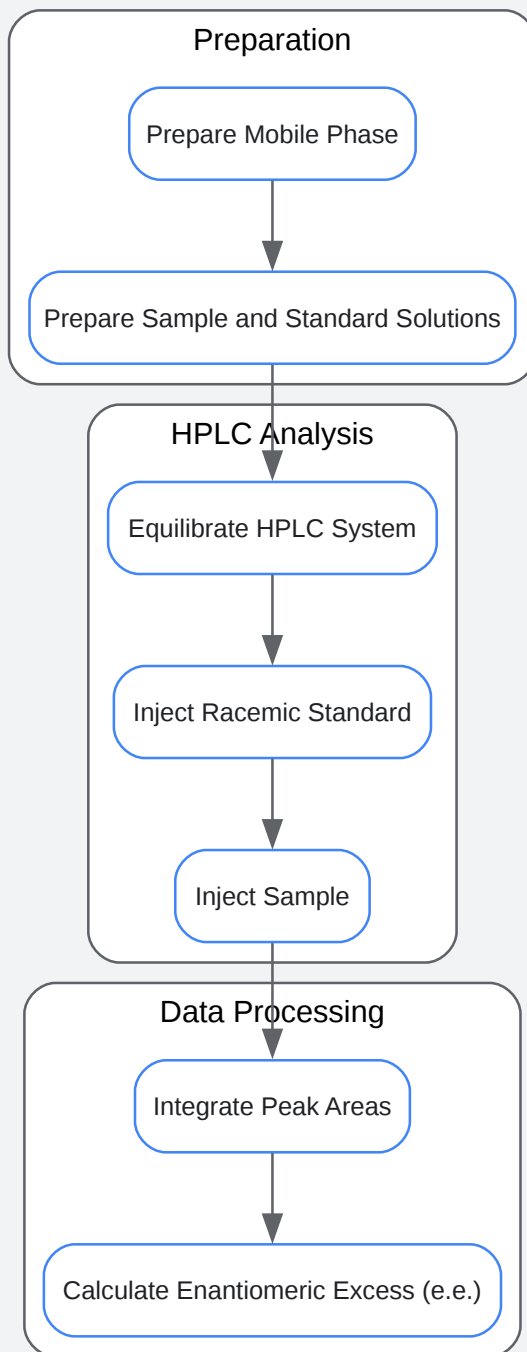 Preparation
Prepare Mobile Phase
Prepare Sample and Standard Solutions
HPLC Analysis
Equilibrate HPLC System
Inject Racemic Standard
Inject Sample
Data Processing
Integrate Peak Areas
Calculate Enantiomeric Excess (e.e.)